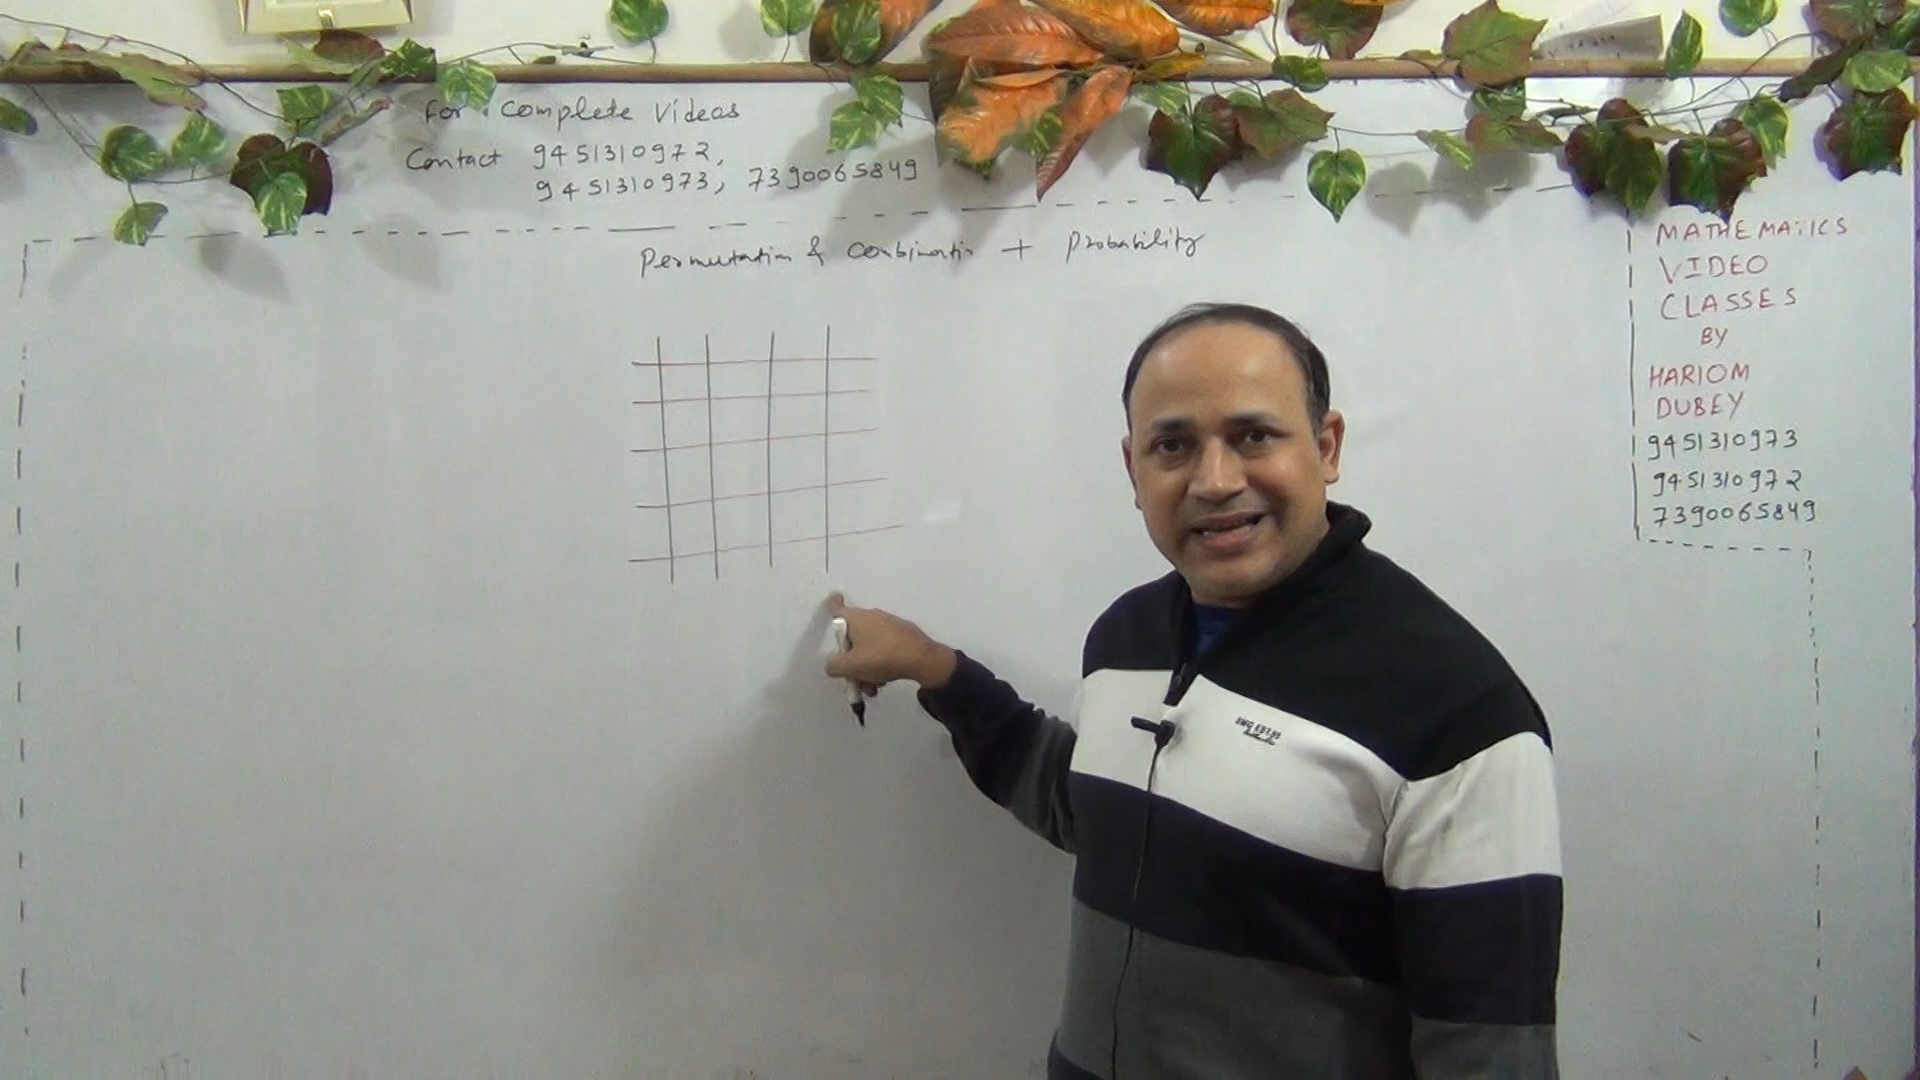 For Complete Videos
Contact 9451310972,
9451310973, 7390065849
Permutation & Combination + Probability
MATHEMATICS
VIDEO
CLASSES
BY
HARIOM
DUBEY
9451310973
9451310972
7390065849